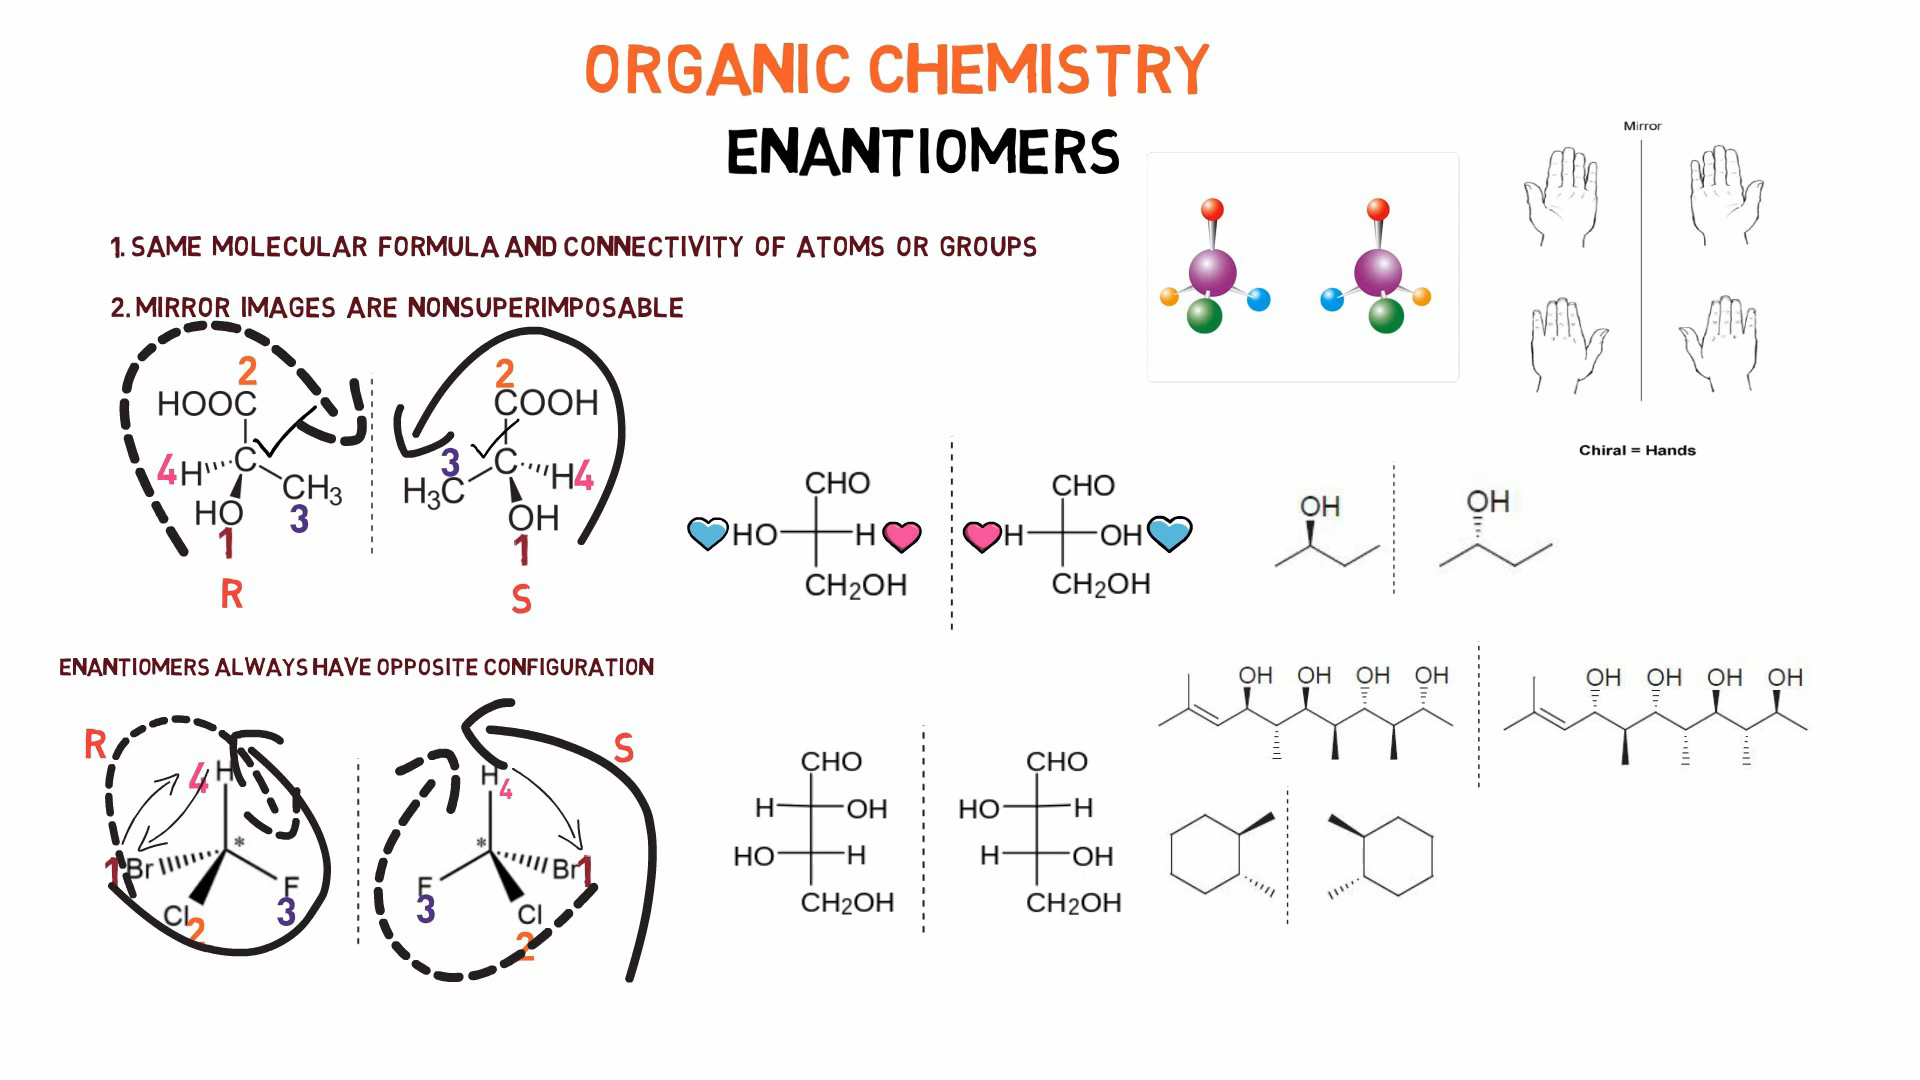 ORGANIC CHEMISTRY
ENANTIOMERS
Mirror
1. SAME MOLECULAR FORMULA AND CONNECTIVITY OF ATOMS OR GROUPS
2. MIRROR IMAGES ARE NONSUPERIMPOSABLE
Chiral = Hands
2
HOOC
4 H C
CH3
HO 3
1
R
2
COOH
3
H3C C H 4
OH
1
S
CHO
HO H
CH2OH
CHO
H OH
CH2OH
OH
OH
ENANTIOMERS ALWAYS HAVE OPPOSITE CONFIGURATION
R
4 H
*
1 Br F
Cl 3
2
S
H 4
*
F Br 1
3 Cl
2
CHO
H OH
HO H
CH2OH
CHO
HO H
H OH
CH2OH
OH OH OH OH
OH OH OH OH